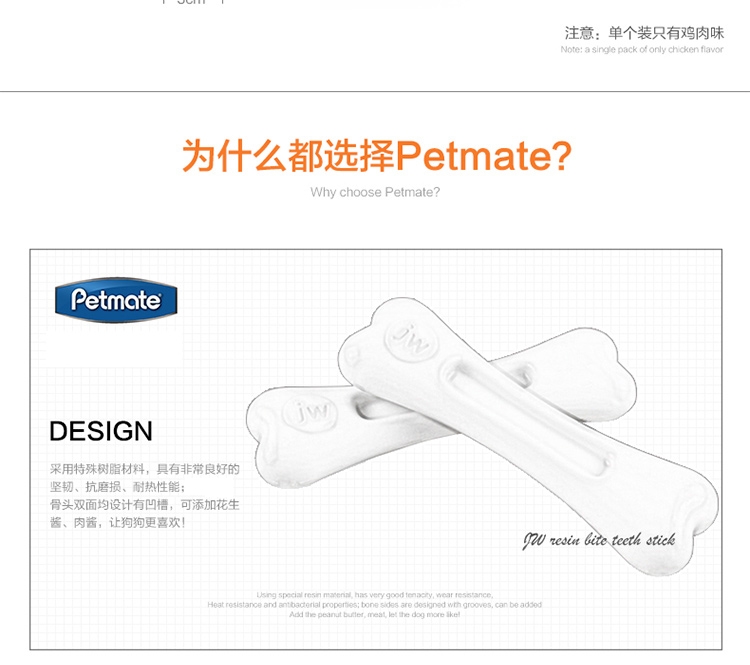 3cm
注意：单个装只有鸡肉味
Note: a single pack of only chicken flavor
为什么都选择Petmate?
Why choose Petmate?
Petmate
jw
jw
DESIGN
采用特殊树脂材料，具有非常良好的
坚韧、抗磨损、耐热性能；
骨头双面均设计有凹槽，可添加花生
酱、肉酱，让狗狗更喜欢！
JW resin bite teeth stick
Using special resin material, has very good tenacity, wear resistance,
Heat resistance and antibacterial properties; bone sides are designed with grooves, can be added
Add the peanut butter, meat, let the dog more like!